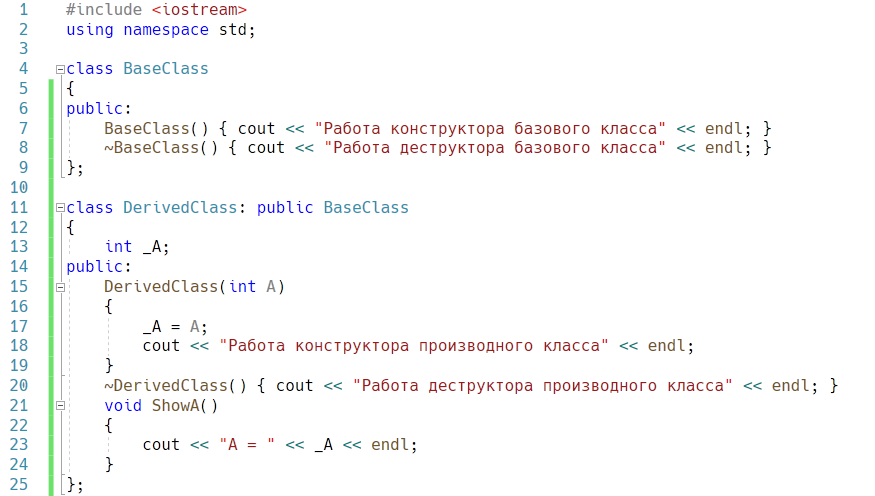 1 #include <iostream>
2 using namespace std;
3
4 class BaseClass
5 {
6 public:
7 BaseClass() { cout << "Работа конструктора базового класса" << endl; }
8 ~BaseClass() { cout << "Работа деструктора базового класса" << endl; }
9 };
10
11 class DerivedClass: public BaseClass
12 {
13 int _A;
14 public:
15 DerivedClass(int A)
16 {
17 _A = A;
18 cout << "Работа конструктора производного класса" << endl;
19 }
20 ~DerivedClass() { cout << "Работа деструктора производного класса" << endl; }
21 void ShowA()
22 {
23 cout << "A = " << _A << endl;
24 }
25 };